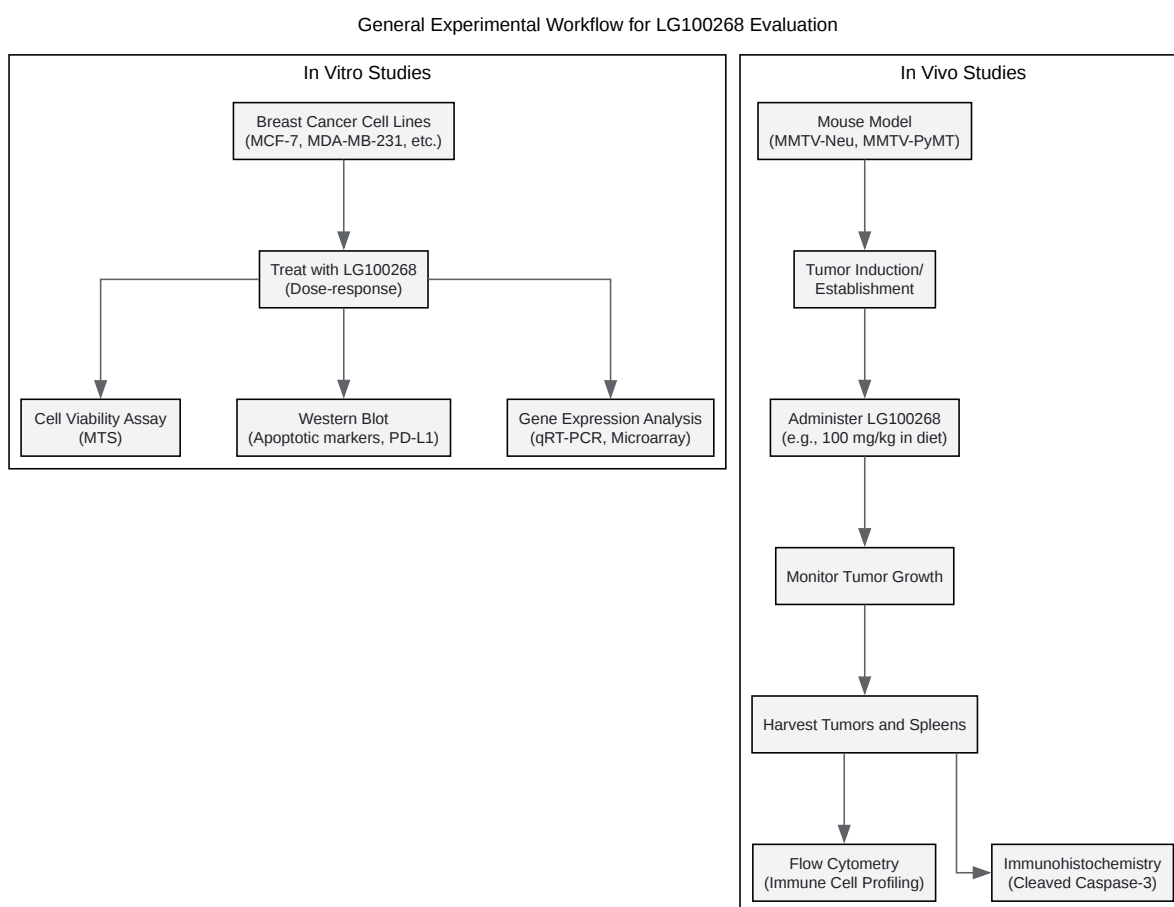 General Experimental Workflow for LG100268 Evaluation
In Vitro Studies
Breast Cancer Cell Lines
(MCF-7, MDA-MB-231, etc.)
Treat with LG100268
(Dose-response)
Cell Viability Assay
(MTS)
Western Blot
(Apoptotic markers, PD-L1)
Gene Expression Analysis
(qRT-PCR, Microarray)
In Vivo Studies
Mouse Model
(MMTV-Neu, MMTV-PyMT)
Tumor Induction/
Establishment
Administer LG100268
(e.g., 100 mg/kg in diet)
Monitor Tumor Growth
Harvest Tumors and Spleens
Flow Cytometry
(Immune Cell Profiling)
Immunohistochemistry
(Cleaved Caspase-3)